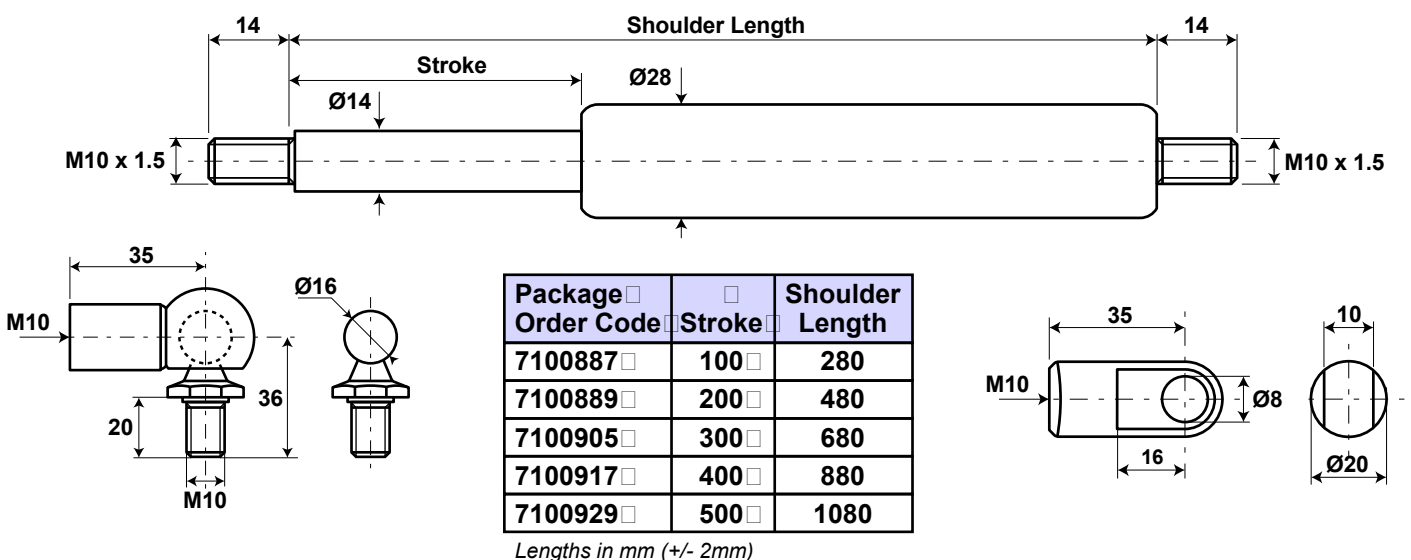 14
Shoulder Length
14
Stroke
Ø28
Ø14
M10 x 1.5
M10 x 1.5
35
Ø16
M10
36
20
M10
Package□ □ Shoulder
Order Code□ Stroke□ Length
7100887□ 100□ 280
7100889□ 200□ 480
7100905□ 300□ 680
7100917□ 400□ 880
7100929□ 500□ 1080
Lengths in mm (+/- 2mm)
35
10
M10
Ø8
16
Ø20